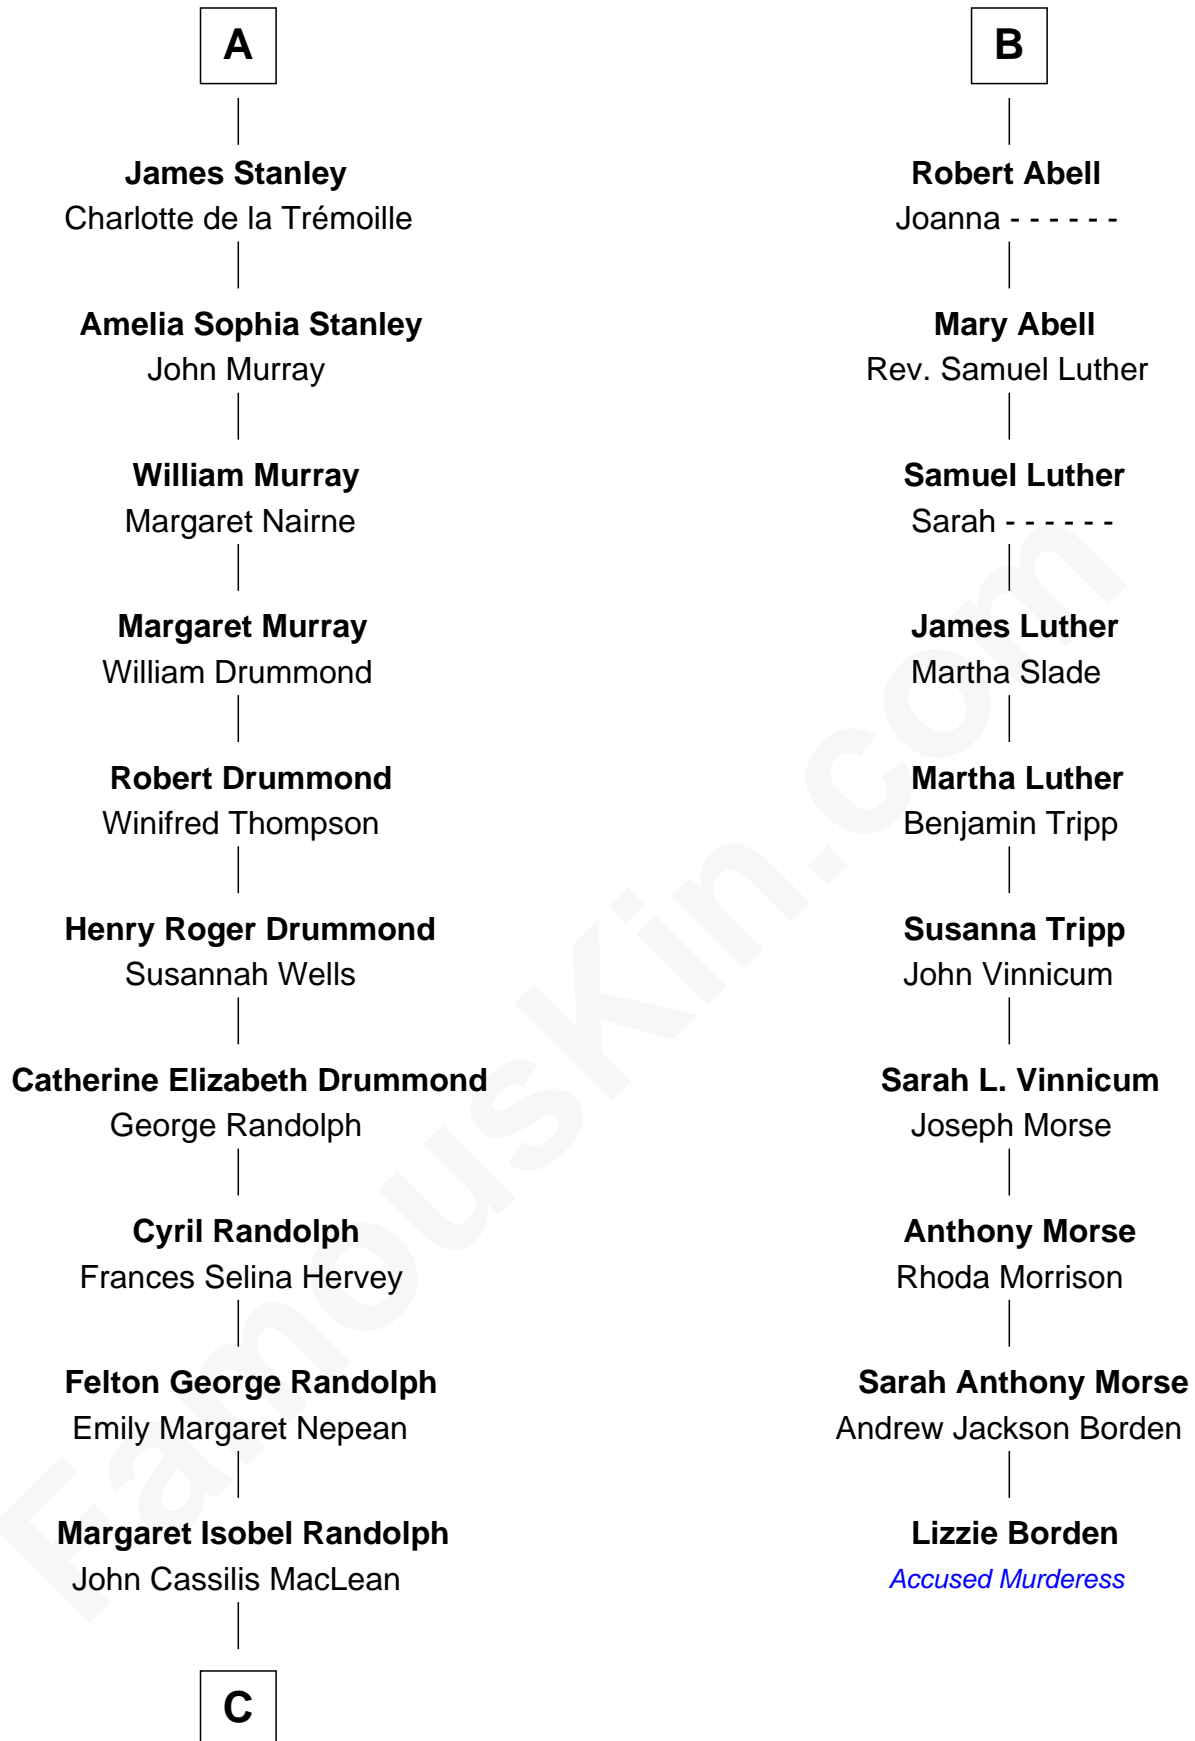 A
James Stanley
Charlotte de la Trémoille
Amelia Sophia Stanley
John Murray
William Murray
Margaret Nairne
Margaret Murray
William Drummond
Robert Drummond
Winifred Thompson
Henry Roger Drummond
Susannah Wells
Catherine Elizabeth Drummond
George Randolph
Cyril Randolph
Frances Selina Hervey
Felton George Randolph
Emily Margaret Nepean
Margaret Isobel Randolph
John Cassilis MacLean
C
B
Robert Abell
Joanna - - - - - -
Mary Abell
Rev. Samuel Luther
Samuel Luther
Sarah - - - - - -
James Luther
Martha Slade
Martha Luther
Benjamin Tripp
Susanna Tripp
John Vinnicum
Sarah L. Vinnicum
Joseph Morse
Anthony Morse
Rhoda Morrison
Sarah Anthony Morse
Andrew Jackson Borden
Lizzie Borden
Accused Murderess
FamousKin.com